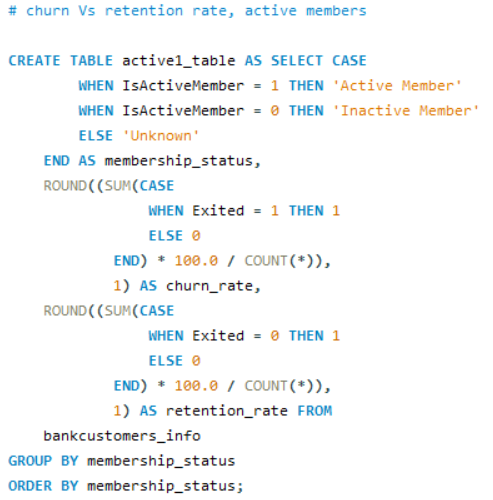 # churn Vs retention rate, active members
CREATE TABLE active1_table AS SELECT CASE
WHEN IsActiveMember = 1 THEN 'Active Member'
WHEN IsActiveMember = 0 THEN 'Inactive Member'
ELSE 'Unknown'
END AS membership_status,
ROUND((SUM(CASE
WHEN Exited = 1 THEN 1
ELSE 0
END) * 100.0 / COUNT(*)),
1) AS churn_rate,
ROUND((SUM(CASE
WHEN Exited = 0 THEN 1
ELSE 0
END) * 100.0 / COUNT(*)),
1) AS retention_rate FROM
bankcustomers_info
GROUP BY membership_status
ORDER BY membership_status;